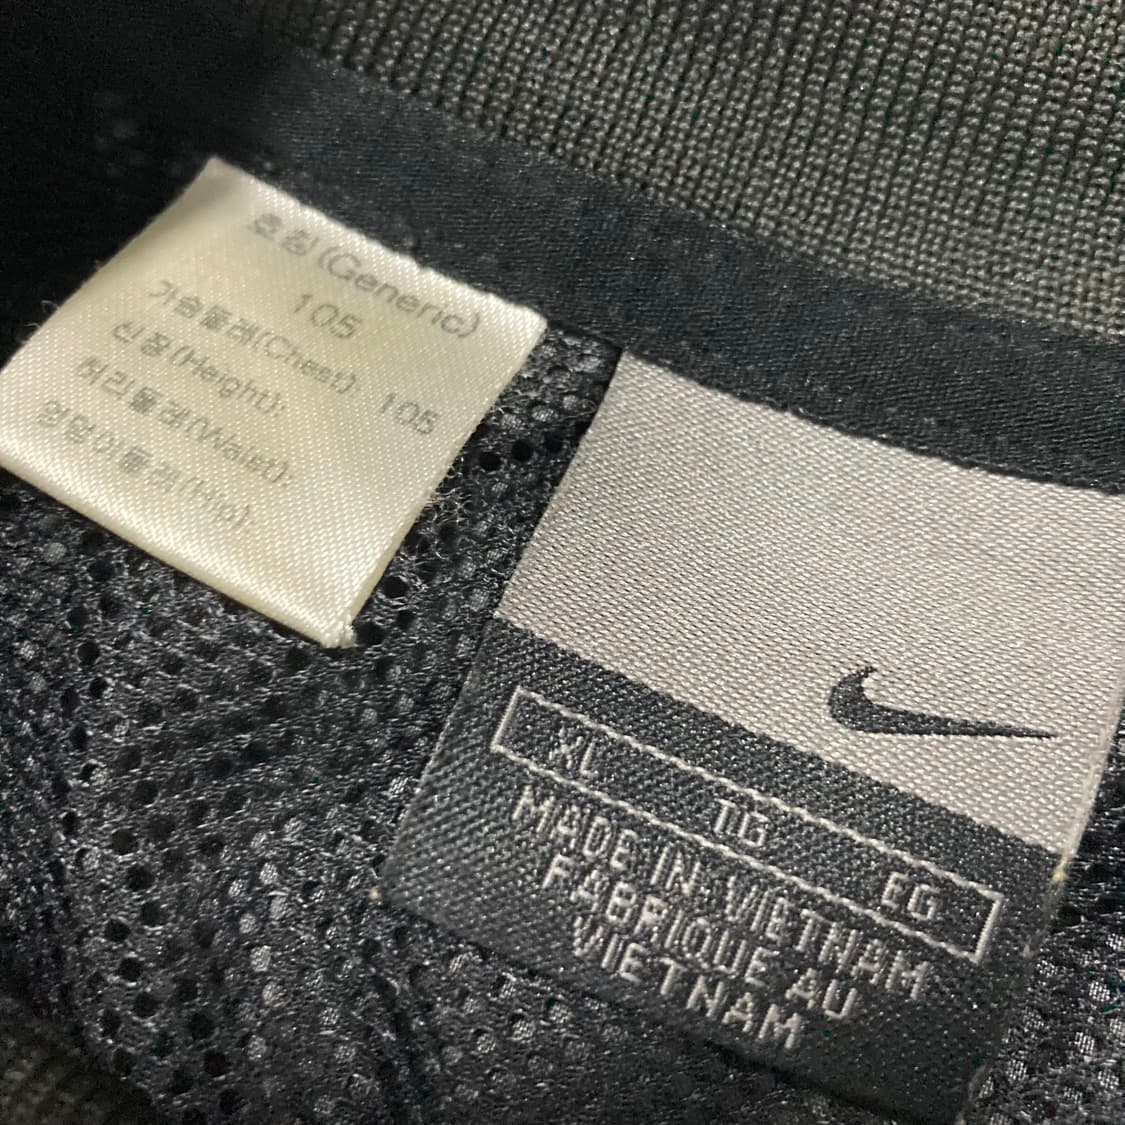 호칭(Generic)
105
가슴둘레(Chest): 105
신장(Height):
허리둘레(Waist):
엉덩이둘레(Hip):
XL TG EG
MADE IN VIETNAM
FABRIQUE AU
VIETNAM